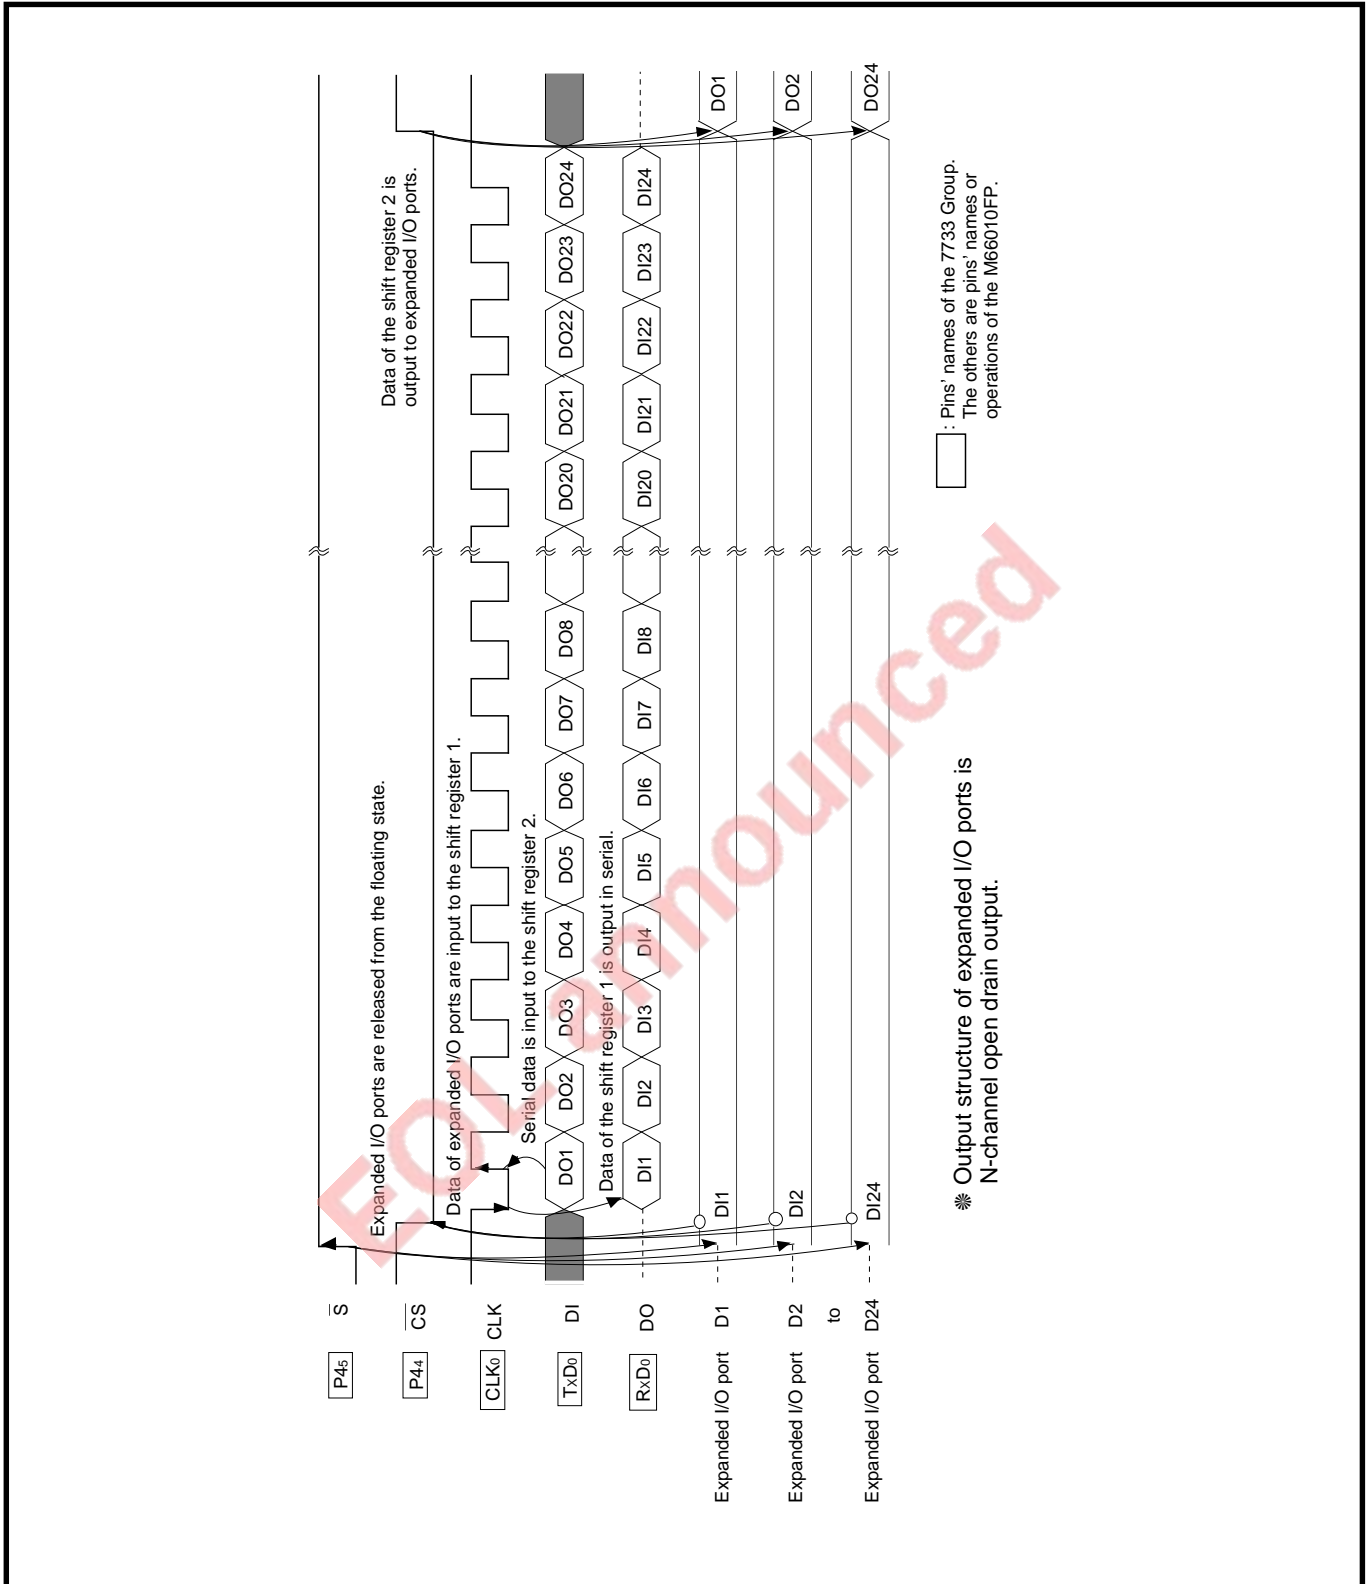 P45 S
Expanded I/O ports are released from the floating state.
P44 CS
Data of expanded I/O ports are input to the shift register 1.
Data of the shift register 2 is
output to expanded I/O ports.
CLK0 CLK
Serial data is input to the shift register 2.
TxD0 DI DO1 DO2 DO3 DO4 DO5 DO6 DO7 DO8 DO20 DO21 DO22 DO23 DO24
Data of the shift register 1 is output in serial.
RxD0 DO DI1 DI2 DI3 DI4 DI5 DI6 DI7 DI8 DI20 DI21 DI22 DI23 DI24
Expanded I/O port D1 DI1 DO1
Expanded I/O port D2 DI2 DO2
to
Expanded I/O port D24 DI24 DO24
: Pins’ names of the 7733 Group.
The others are pins’ names or
operations of the M66010FP.
❋ Output structure of expanded I/O ports is
N-channel open drain output.
EOL announced